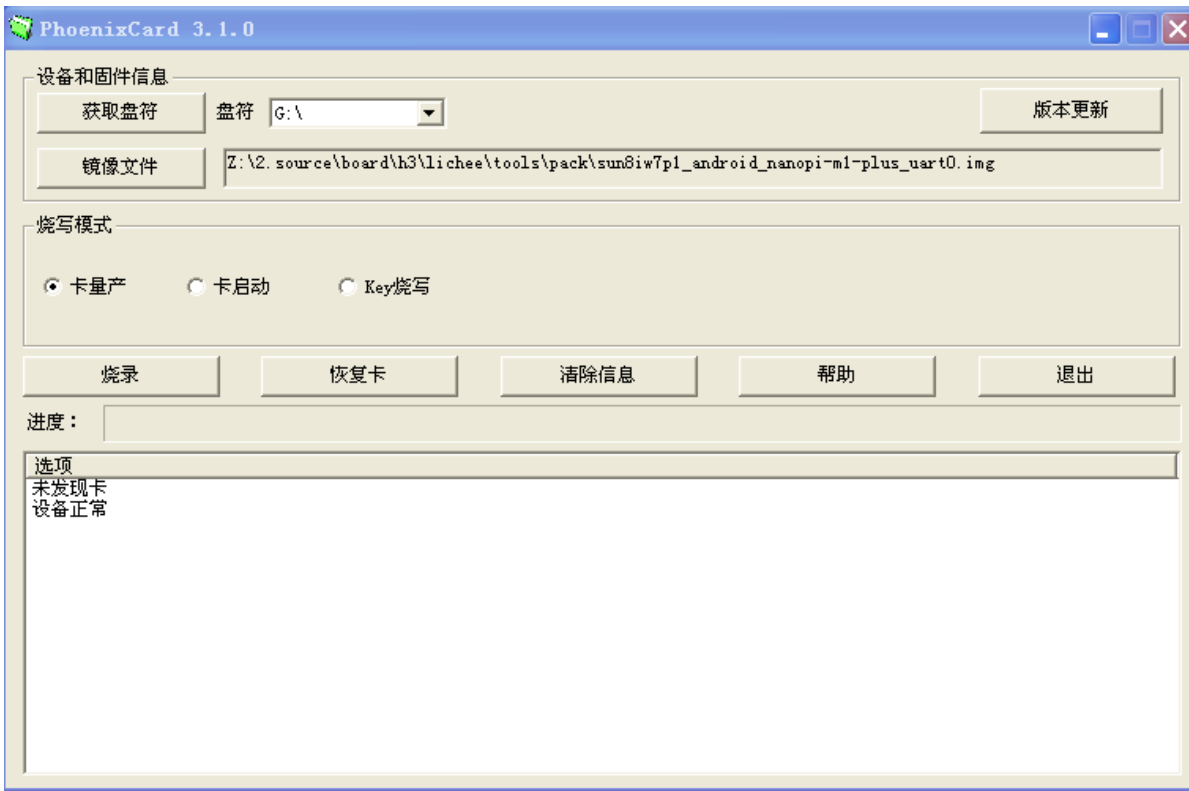 PhoenixCard 3.1.0
设备和固件信息
获取盘符 盘符 G:\ 版本更新
镜像文件 Z:\2.source\board\h3\lichee\tools\pack\sun8iw7p1_android_nanopi-m1-plus_uart0.img
烧写模式
卡量产 卡启动 Key烧写
烧录 恢复卡 清除信息 帮助 退出
进度：
选项
未发现卡
设备正常